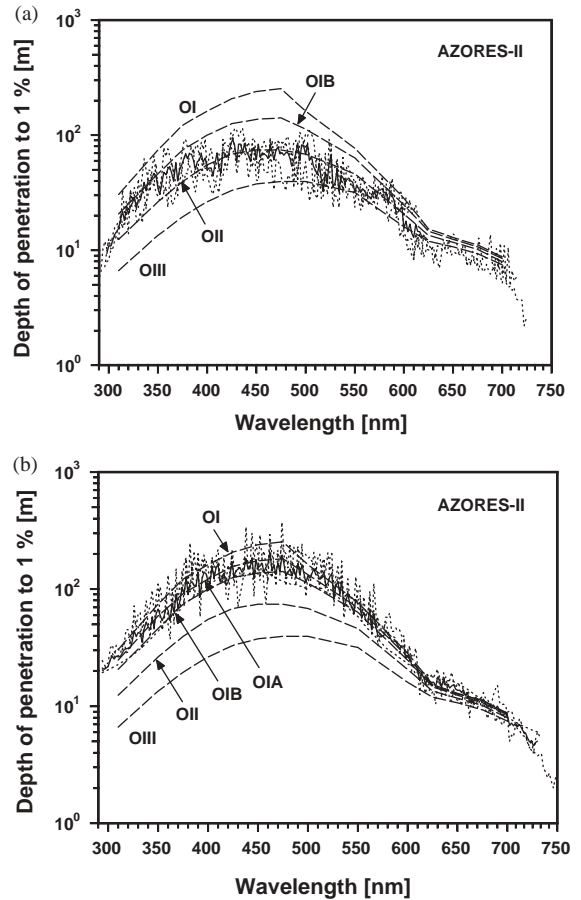 (a)
10³
AZORES-II
OIB
OI
10²
OII
10¹
OIII
10⁰
Depth of penetration to 1 % [m]
300 350 400 450 500 550 600 650 700 750
Wavelength [nm]
(b)
10³
AZORES-II
OI
10²
OIA
OIB
OII
OIII
10¹
10⁰
Depth of penetration to 1 % [m]
300 350 400 450 500 550 600 650 700 750
Wavelength [nm]